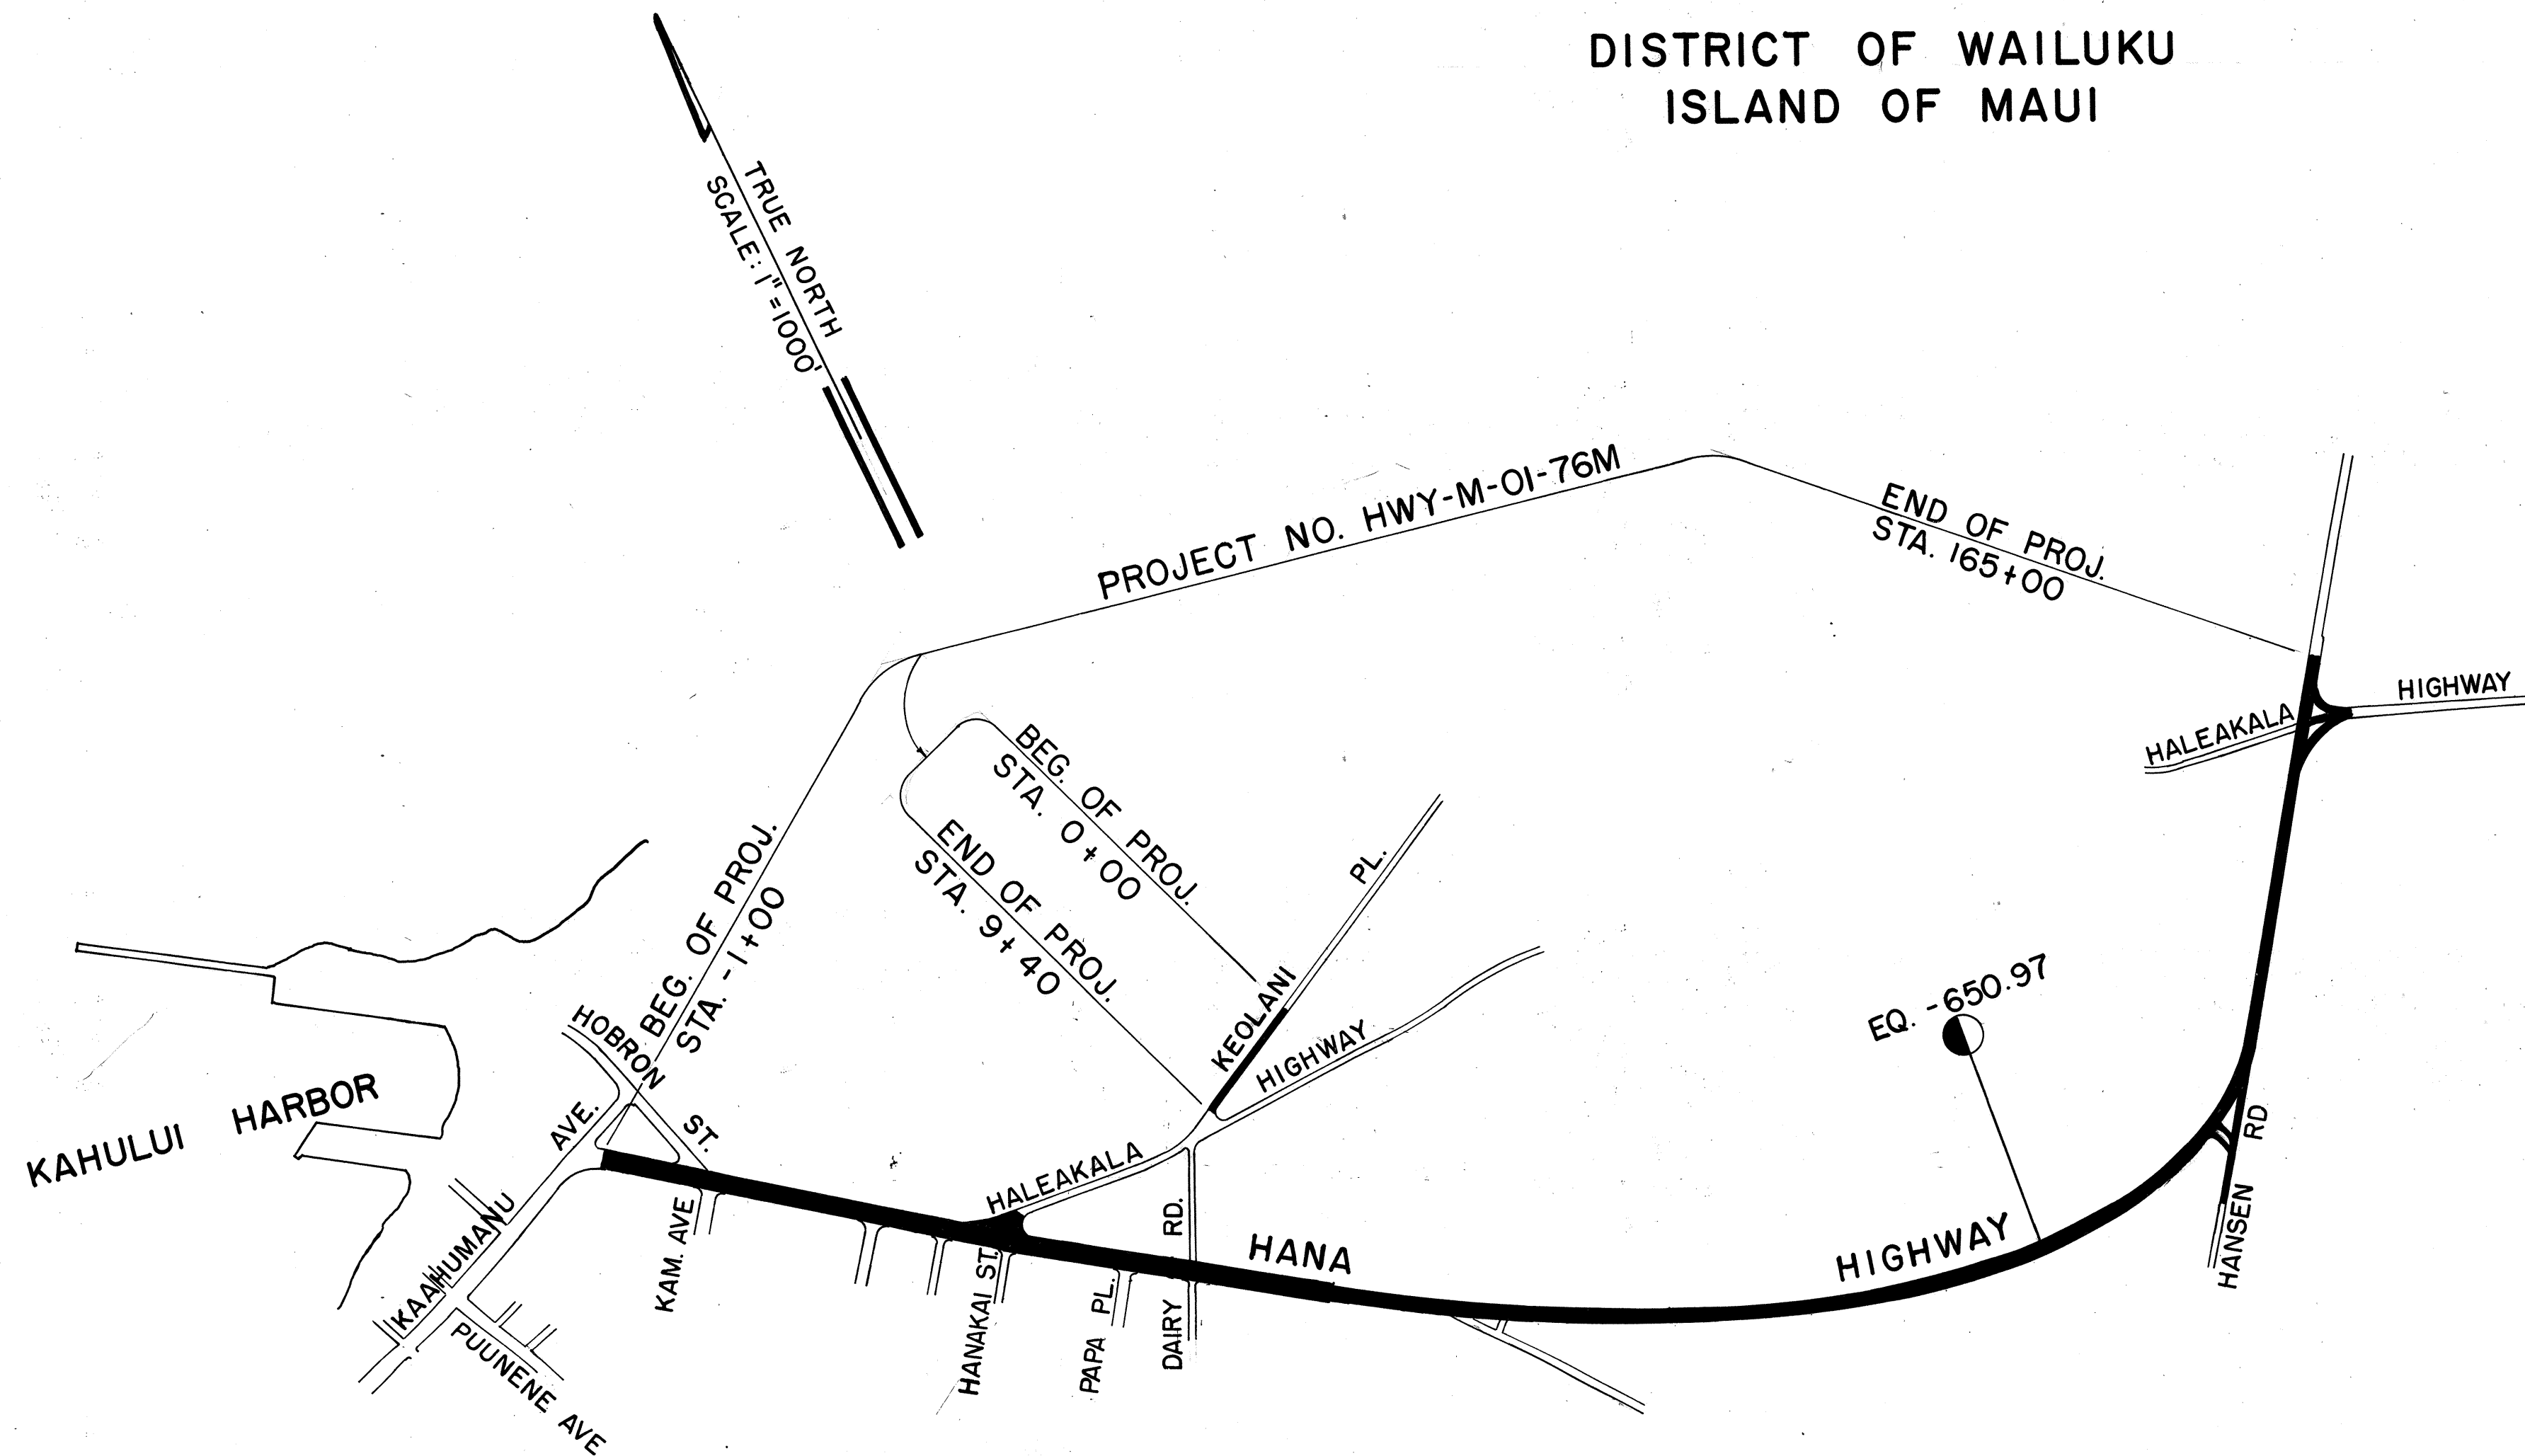 DISTRICT OF WAILUKU
ISLAND OF MAUI
TRUE NORTH
SCALE: 1"=1000'
PROJECT NO. HWY-M-01-76M
END OF PROJ.
STA. 165+00
HIGHWAY
HALEAKALA
BEG. OF PROJ.
STA. 0+00
END OF PROJ.
STA. 9+40
BEG. OF PROJ.
STA. -1+00
PL.
KEOLANI
HIGHWAY
EQ. -650.97
HOBRON
ST.
KAHULUI HARBOR
AVE.
KAAHUMANU
PUUNENE AVE
KAM. AVE
HALEAKALA
HANAKAI ST.
PAPA PL.
DAIRY RD.
HANA
HIGHWAY
HANSEN RD